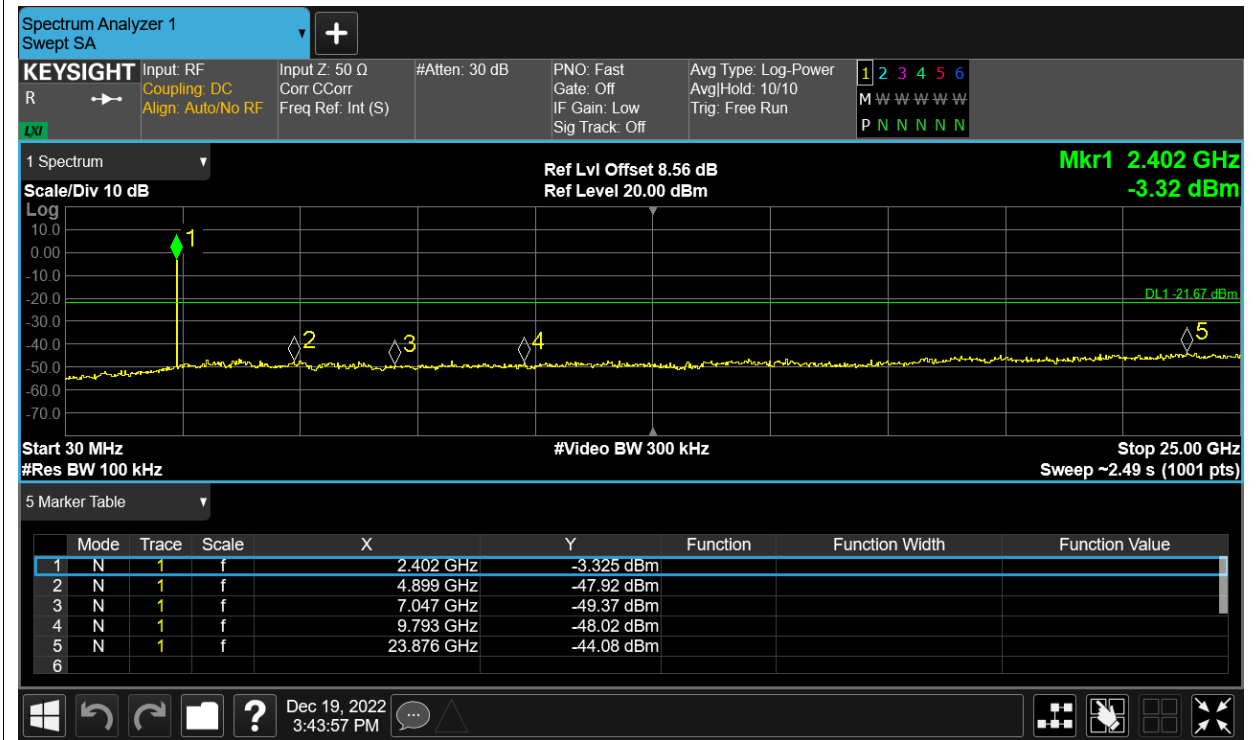 Spectrum Analyzer 1
Swept SA
+
KEYSIGHT
R
LXI
Input: RF
Coupling: DC
Align: Auto/No RF
Input Z: 50 Ω
Corr CCorr
Freq Ref: Int (S)
#Atten: 30 dB
PNO: Fast
Gate: Off
IF Gain: Low
Sig Track: Off
Avg Type: Log-Power
Avg|Hold: 10/10
Trig: Free Run
1 2 3 4 5 6
M W W W W W
P N N N N N
1 Spectrum
Scale/Div 10 dB
Ref Lvl Offset 8.56 dB
Ref Level 20.00 dBm
Mkr1 2.402 GHz
-3.32 dBm
Log
10.0
0.00
-10.0
-20.0
-30.0
-40.0
-50.0
-60.0
-70.0
1
2
3
4
5
DL1 -21.67 dBm
Start 30 MHz
#Video BW 300 kHz
Stop 25.00 GHz
#Res BW 100 kHz
Sweep ~2.49 s (1001 pts)
5 Marker Table
Mode Trace Scale X Y Function Function Width Function Value
1 N 1 f 2.402 GHz -3.325 dBm
2 N 1 f 4.899 GHz -47.92 dBm
3 N 1 f 7.047 GHz -49.37 dBm
4 N 1 f 9.793 GHz -48.02 dBm
5 N 1 f 23.876 GHz -44.08 dBm
6
?
Dec 19, 2022
3:43:57 PM